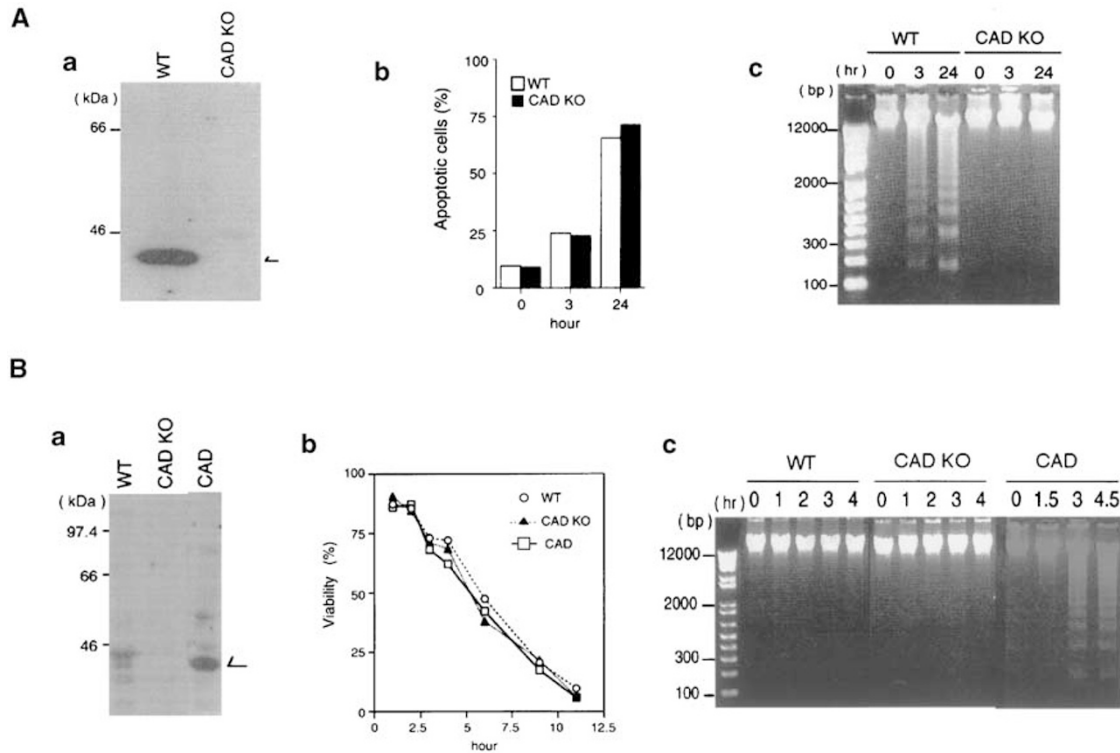 A
a
WT
CAD KO
( kDa )
66
46
b
Apoptotic cells (%)
100
75
50
25
0
WT
CAD KO
0 3 24
hour
c
WT CAD KO
( hr ) 0 3 24 0 3 24
( bp )
12000
2000
300
100
B
a
WT
CAD KO
CAD
( kDa )
97.4
66
46
b
Viability (%)
100
75
50
25
0
WT
CAD KO
CAD
0 2.5 5 7.5 10 12.5
hour
c
WT CAD KO CAD
( hr ) 0 1 2 3 4 0 1 2 3 4 0 1.5 3 4.5
( bp )
12000
2000
300
100